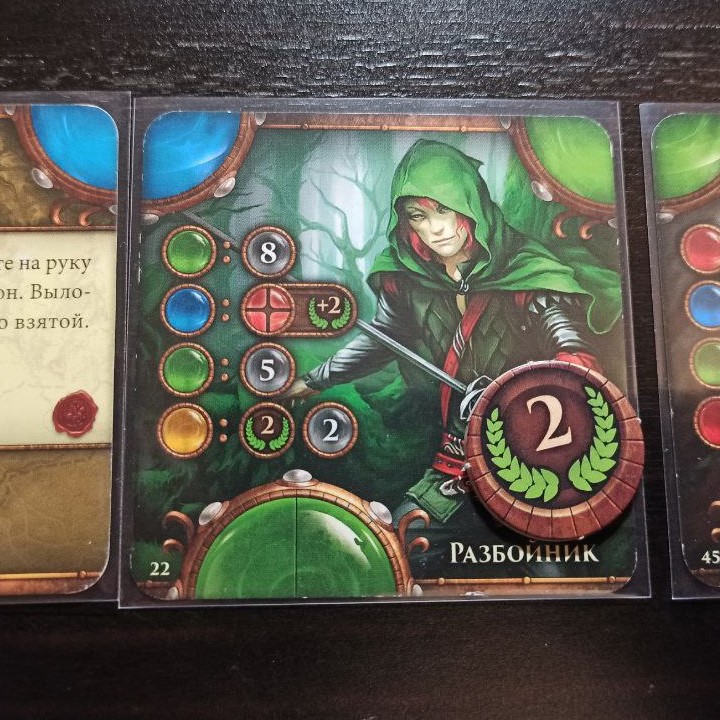 те на руку
он. Выло-
о взятой.
8
+2
5
2 2
2
22
Разбойник
45